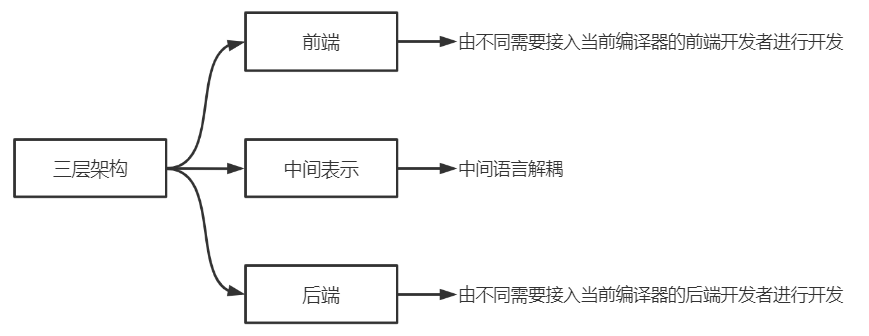 前端
由不同需要接入当前编译器的前端开发者进行开发
三层架构
中间表示
中间语言解耦
后端
由不同需要接入当前编译器的后端开发者进行开发